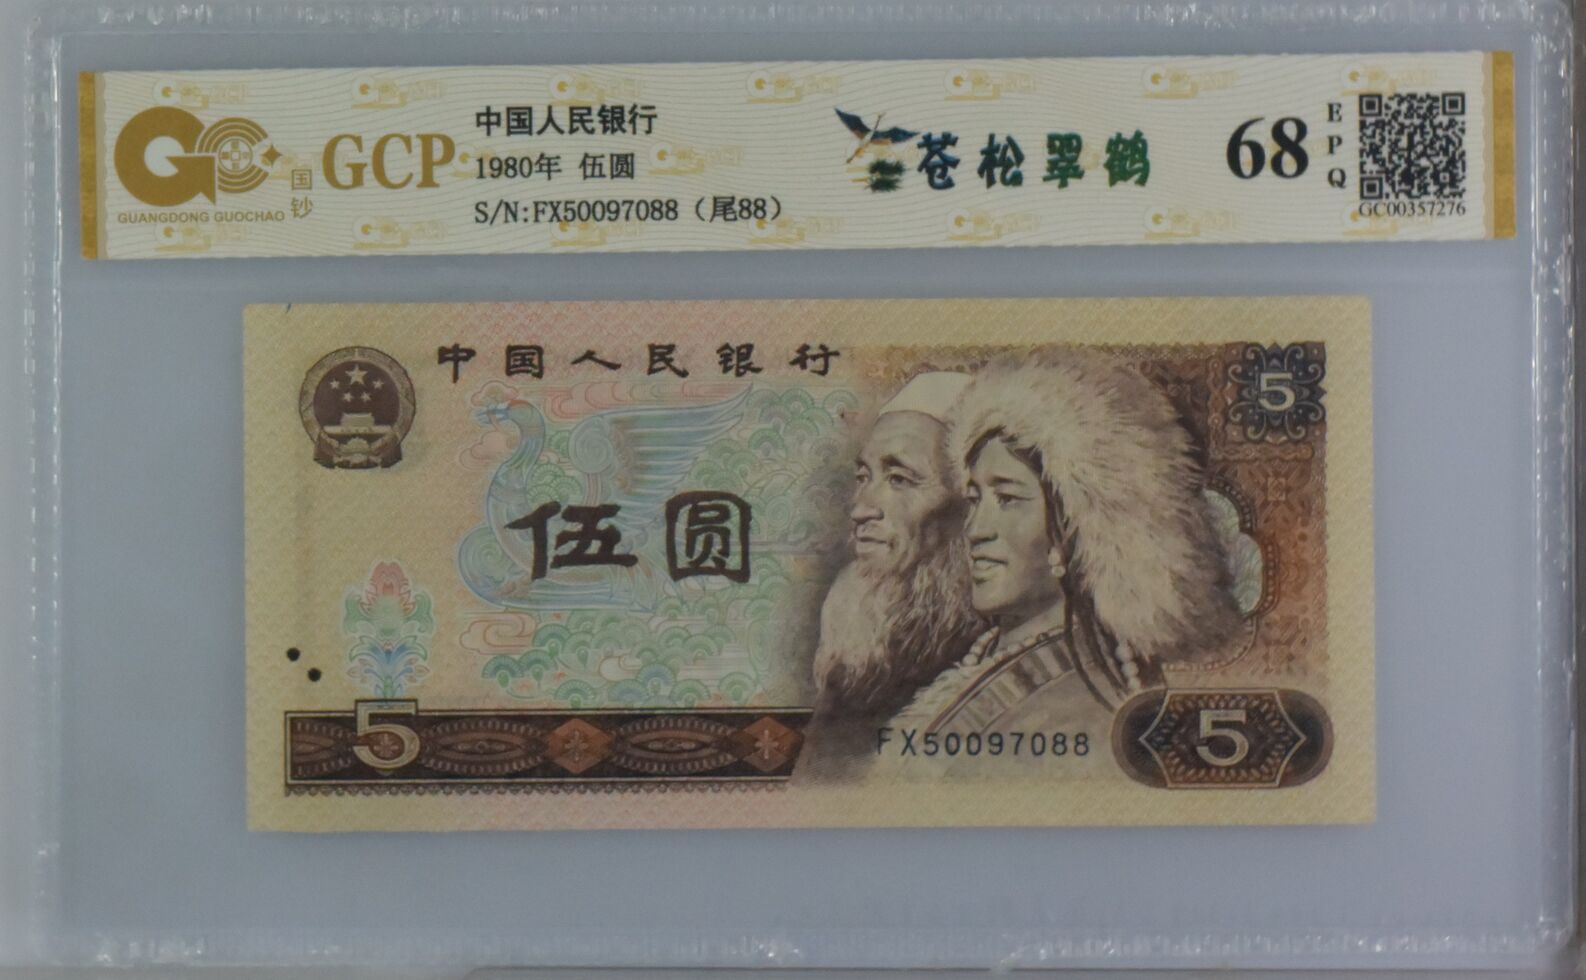 GUANGDONG GUOCHAO
国钞
GCP
中国人民银行
1980年 伍圆
S/N:FX50097088（尾88）
苍松翠鹤
68
EPQ
GC00357276
中国人民银行
5
伍圆
5
FX50097088
5